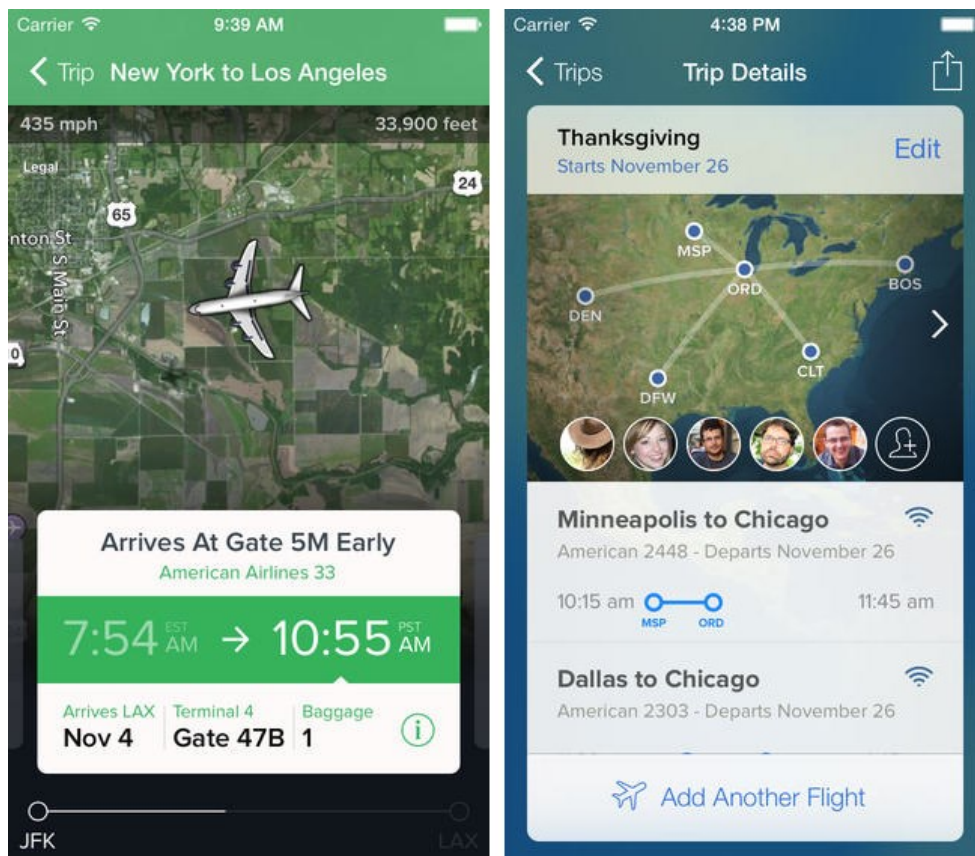 Carrier 9:39 AM
Trip New York to Los Angeles
435 mph 33,900 feet
Legal
24
65
nton St
S Main St
0
Arrives At Gate 5M Early
American Airlines 33
7:54 EST AM → 10:55 PST AM
Arrives LAX Terminal 4 Baggage
Nov 4 Gate 47B 1
i
JFK LAX
Carrier 4:38 PM
Trips Trip Details
Thanksgiving
Starts November 26
Edit
MSP
ORD
BOS
DEN
CLT
DFW
Minneapolis to Chicago
American 2448 - Departs November 26
10:15 am 11:45 am
MSP ORD
Dallas to Chicago
American 2303 - Departs November 26
Add Another Flight